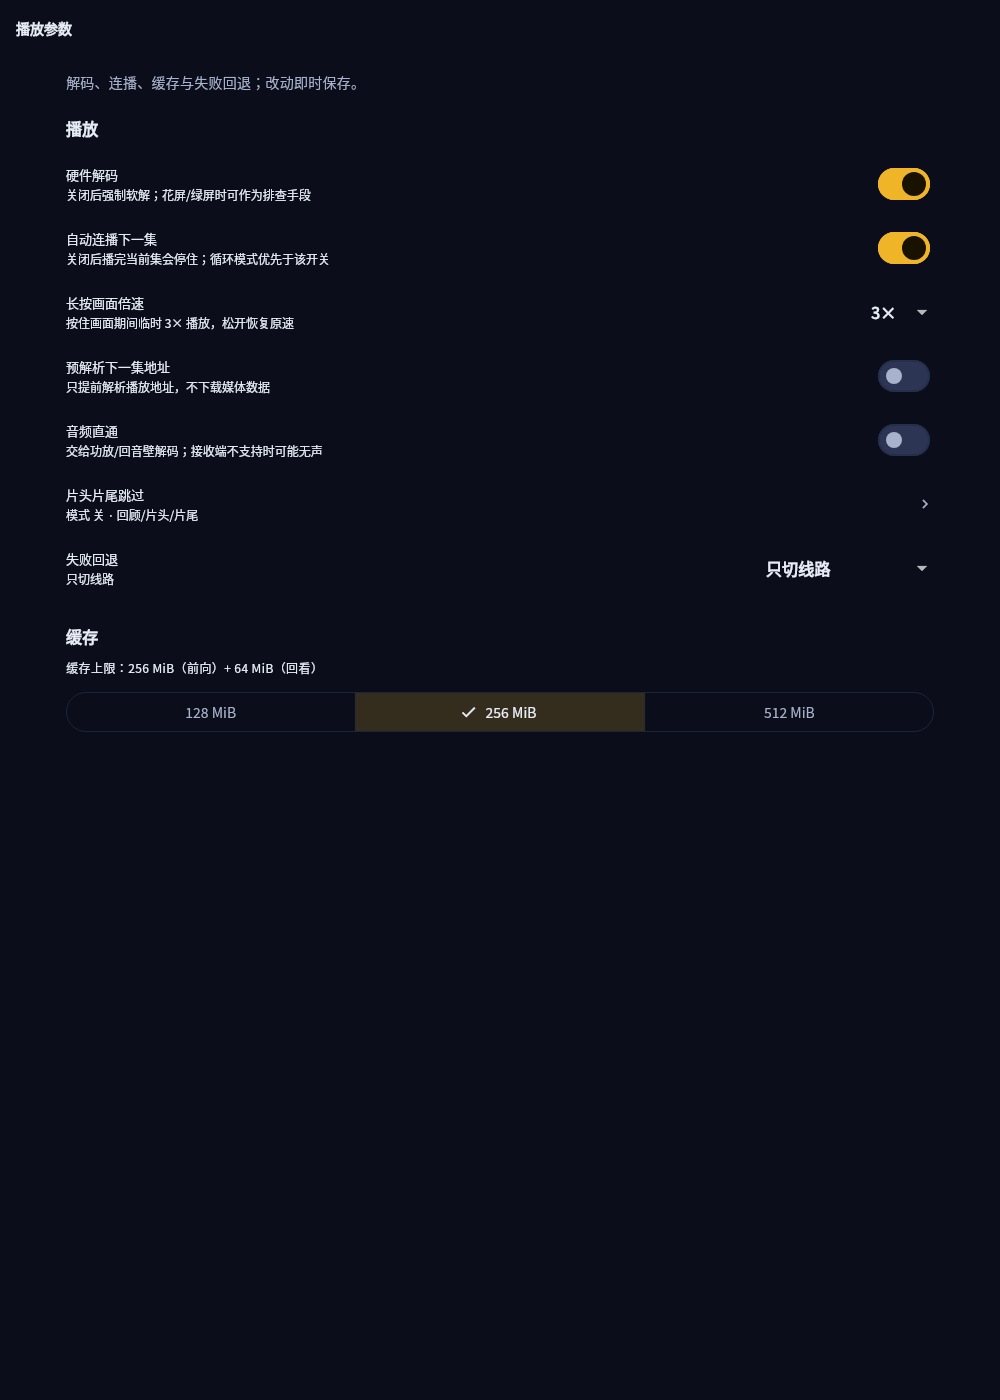 播放参数
解码、连播、缓存与失败回退；改动即时保存。
播放
硬件解码
关闭后强制软解；花屏/绿屏时可作为排查手段
自动连播下一集
关闭后播完当前集会停住；循环模式优先于该开关
长按画面倍速
按住画面期间临时 3× 播放，松开恢复原速
3×
预解析下一集地址
只提前解析播放地址，不下载媒体数据
音频直通
交给功放/回音壁解码；接收端不支持时可能无声
片头片尾跳过
模式 关 · 回顾/片头/片尾
失败回退
只切线路
只切线路
缓存
缓存上限：256 MiB（前向）+ 64 MiB（回看）
128 MiB
256 MiB
512 MiB